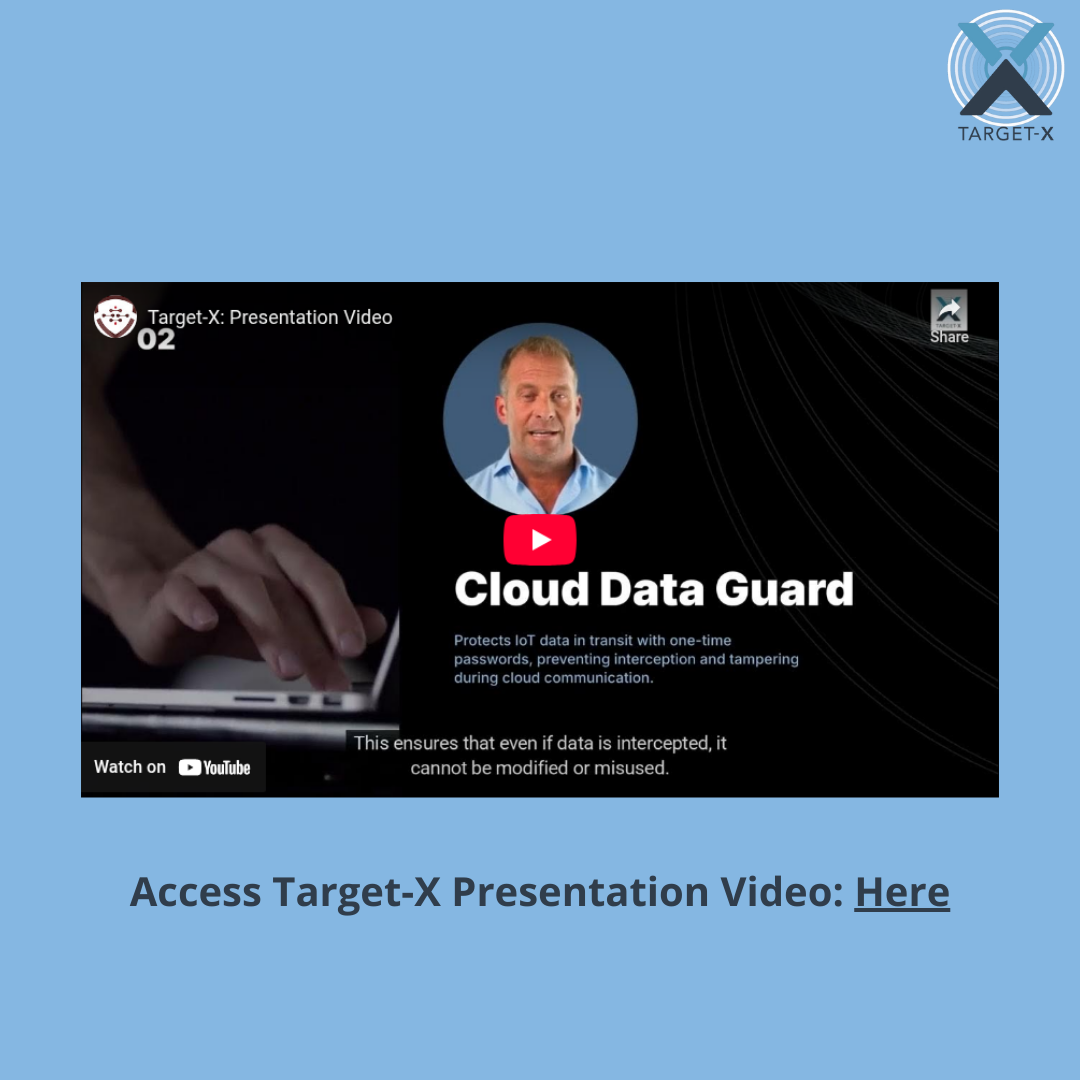 TARGET-X
Target-X: Presentation Video
02
TARGET-X
Share
Cloud Data Guard
Protects IoT data in transit with one-time
passwords, preventing interception and tampering
during cloud communication.
This ensures that even if data is intercepted, it
cannot be modified or misused.
Watch on YouTube
Access Target-X Presentation Video: Here